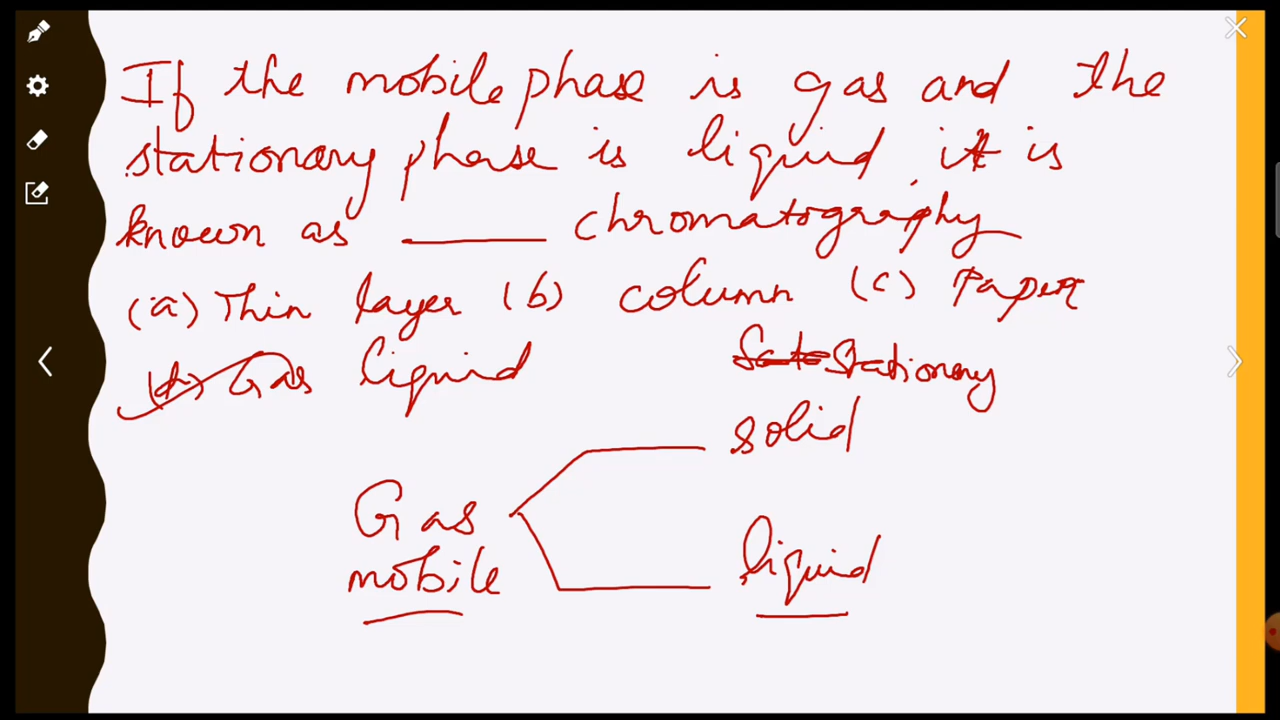 If the mobile phase is gas and the
stationary phase is liquid it is
known as ______ chromatography
(a) Thin layer (b) column (c) Paper
(d) Gas liquid
Stationary
solid
Gas
mobile
liquid